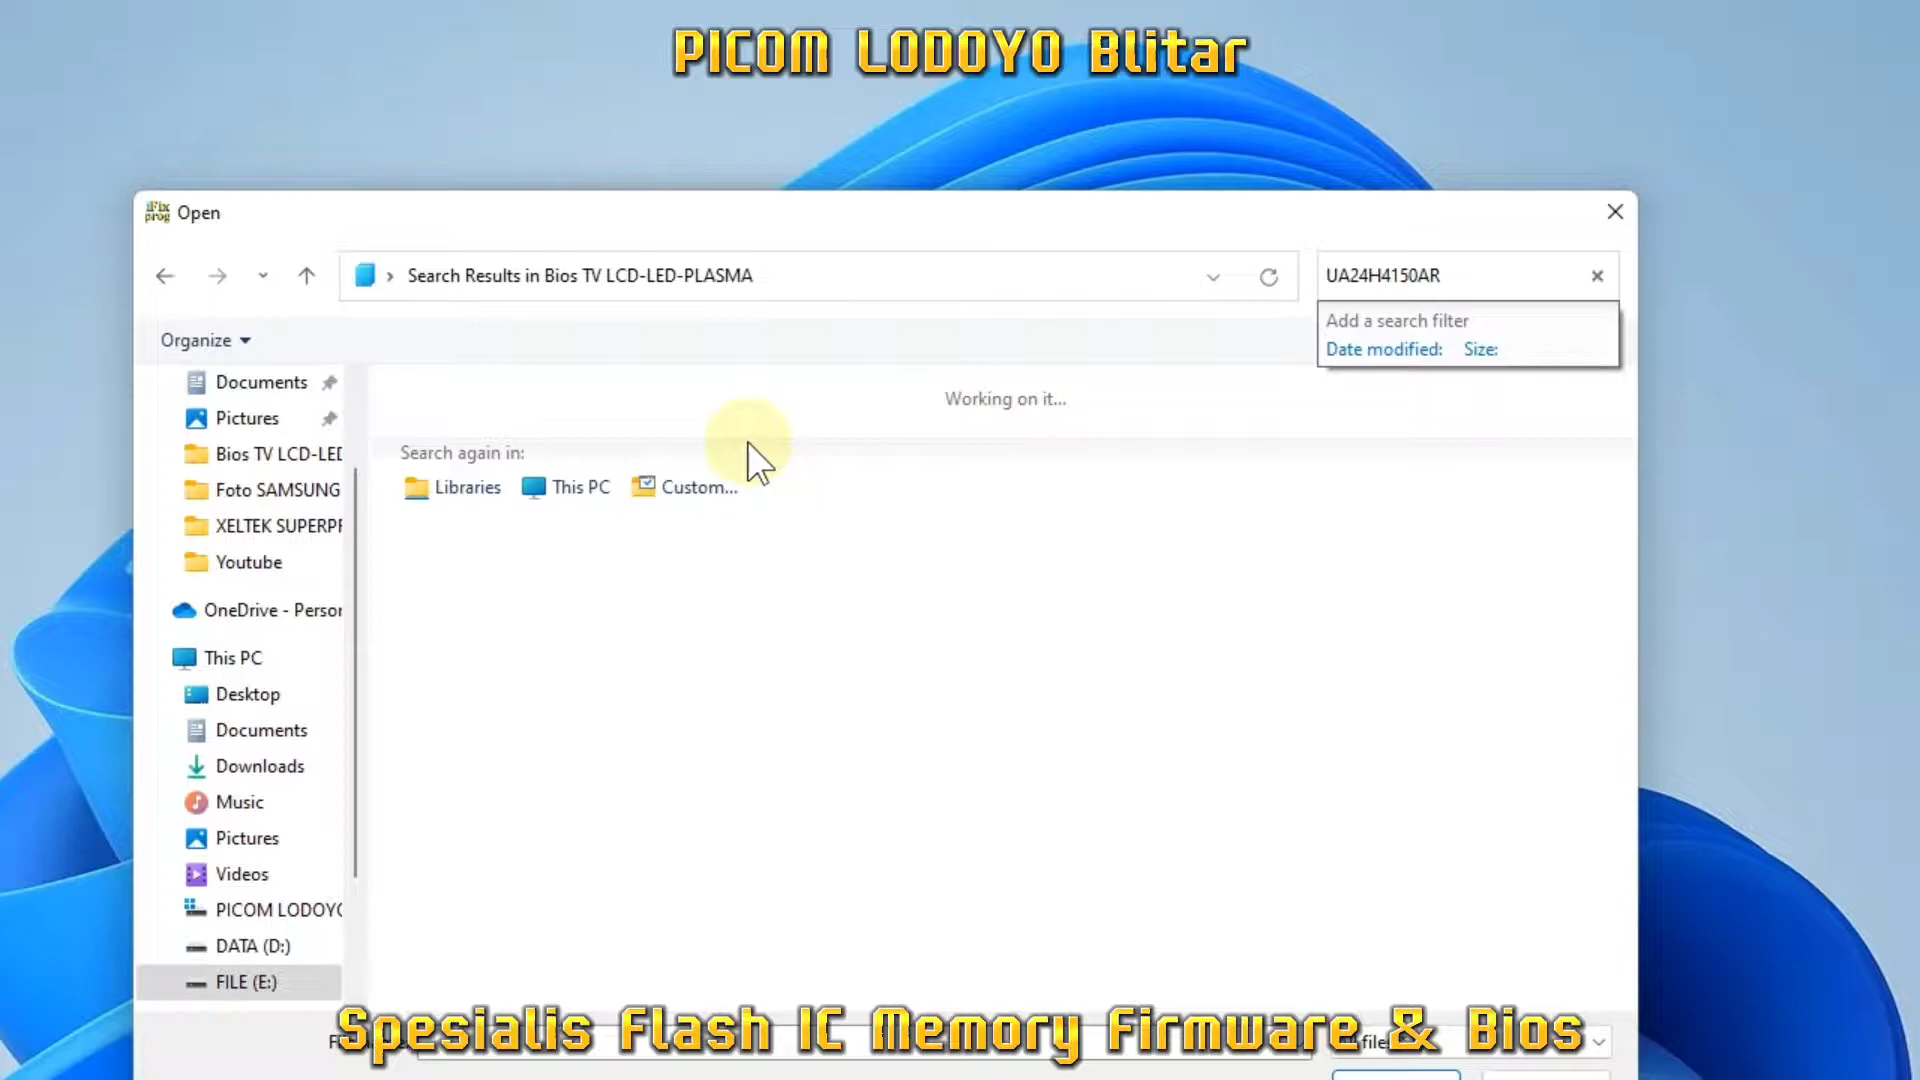 PICOM LODOYO Blitar
iFix prog
Open
Search Results in Bios TV LCD-LED-PLASMA
UA24H4150AR
Add a search filter
Date modified: Size:
Organize
Documents
Pictures
Bios TV LCD-LED
Foto SAMSUNG
XELTEK SUPERPR
Youtube
OneDrive - Person
This PC
Desktop
Documents
Downloads
Music
Pictures
Videos
PICOM LODOYO
DATA (D:)
FILE (E:)
Working on it...
Search again in:
Libraries This PC Custom...
Spesialis Flash IC Memory Firmware & Bios